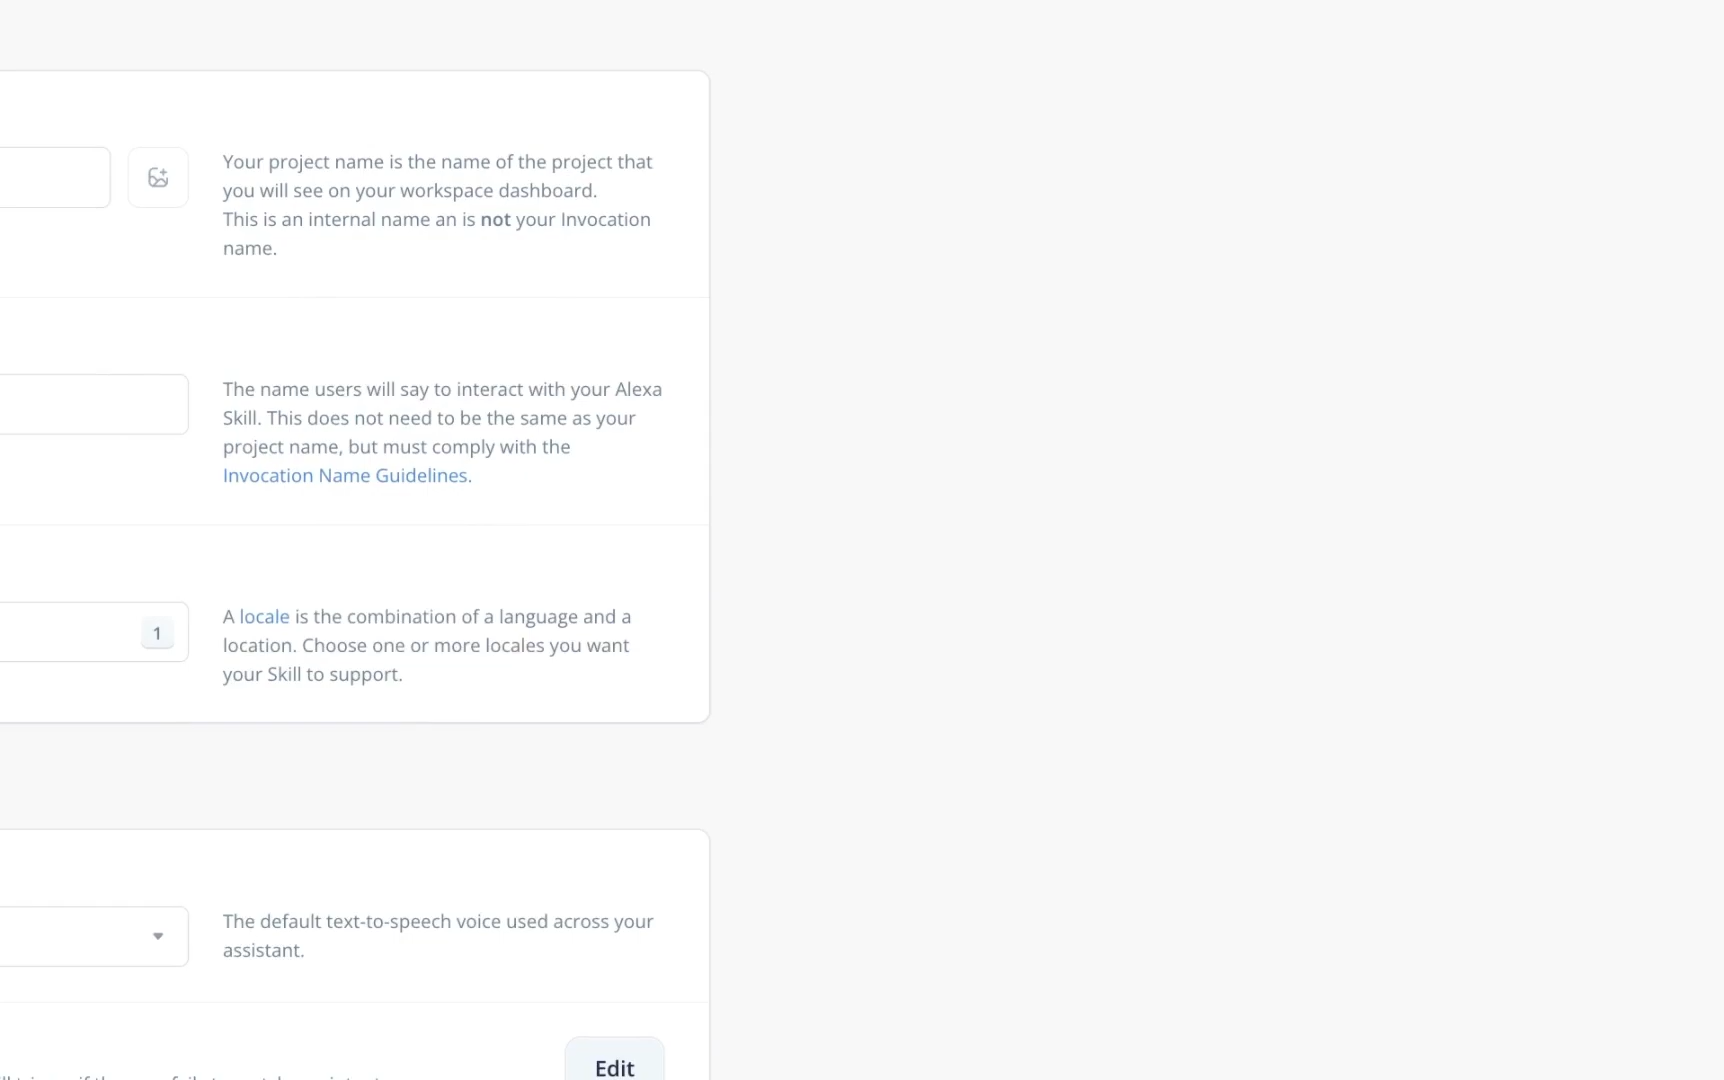 Your project name is the name of the project that
you will see on your workspace dashboard.
This is an internal name an is not your Invocation
name.
The name users will say to interact with your Alexa
Skill. This does not need to be the same as your
project name, but must comply with the
Invocation Name Guidelines.
1
A locale is the combination of a language and a
location. Choose one or more locales you want
your Skill to support.
The default text-to-speech voice used across your
assistant.
Edit